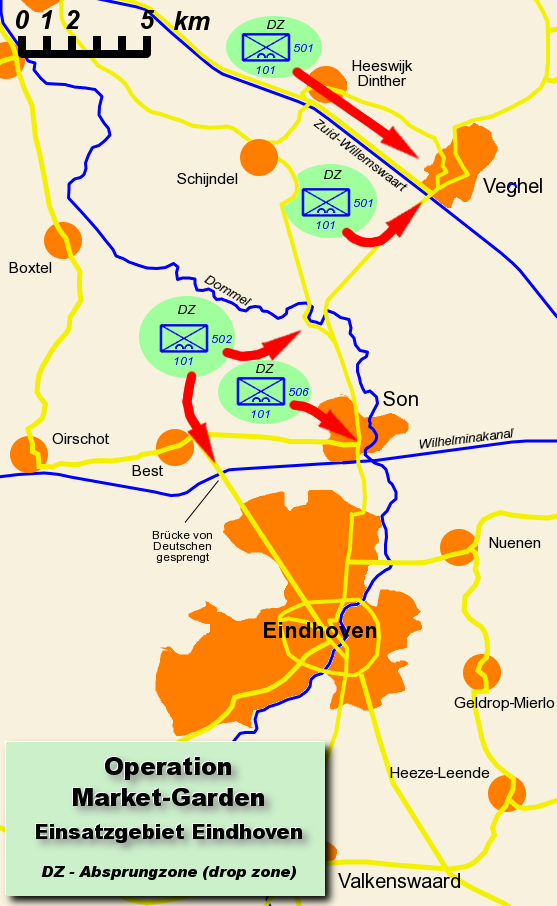 0 1 2 5 km
DZ
501
101
Heeswijk
Dinther
Zuid-Willemswaart
Schijndel
DZ
501
101
Veghel
Boxtel
Dommel
DZ
502
101
DZ
506
101
Son
Oirschot
Best
Wilhelminakanal
Brücke von
Deutschen
gesprengt
Nuenen
Eindhoven
Geldrop-Mierlo
Heeze-Leende
Operation
Market-Garden
Einsatzgebiet Eindhoven
DZ - Absprungzone (drop zone)
Valkenswaard